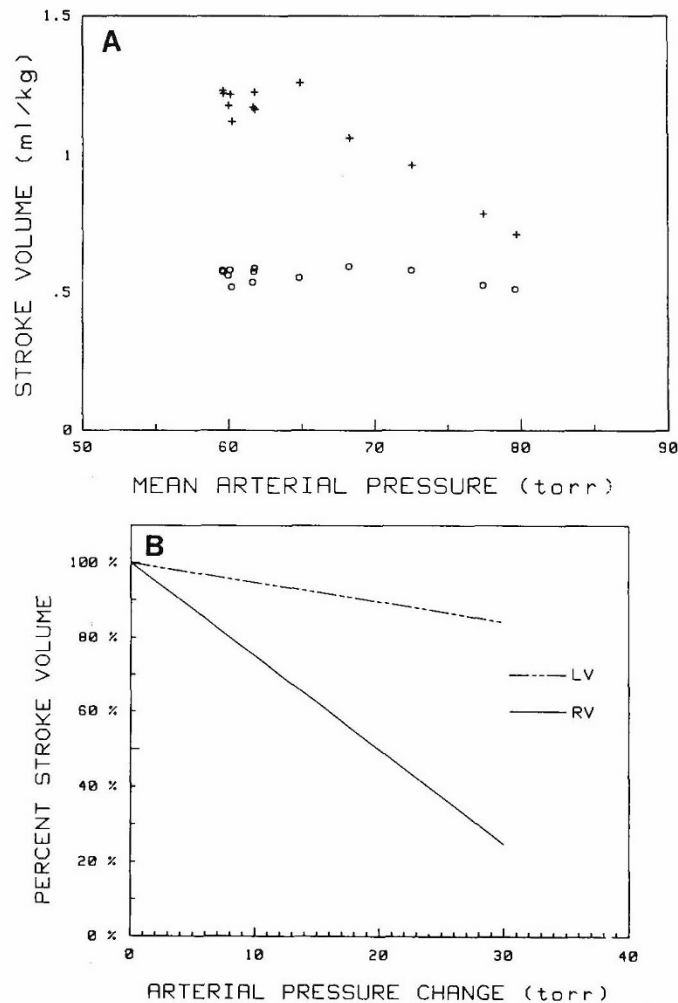 A
STROKE VOLUME (ml/kg)
1.5
1
.5
0
50 60 70 80 90
MEAN ARTERIAL PRESSURE (torr)
B
PERCENT STROKE VOLUME
100 %
80 %
60 %
40 %
20 %
0 %
LV
RV
0 10 20 30 40
ARTERIAL PRESSURE CHANGE (torr)